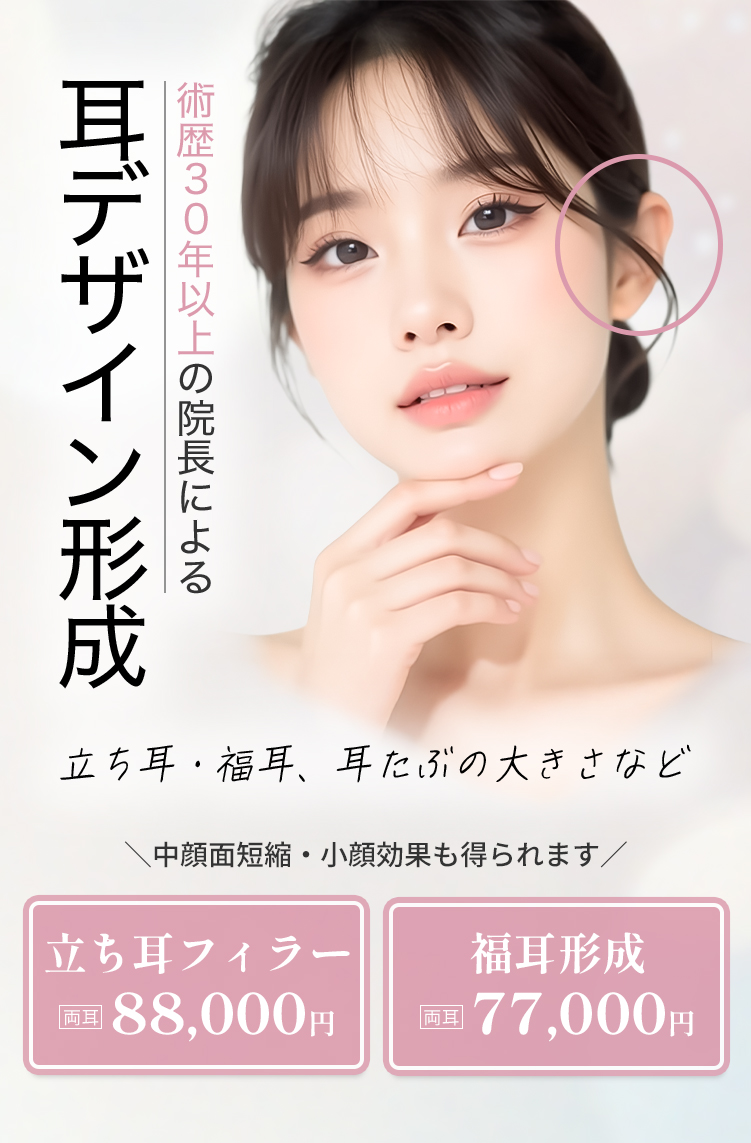 術歴30年以上の院長による
耳デザイン形成
立ち耳・福耳、耳たぶの大きさなど
＼中顔面短縮・小顔効果も得られます／
立ち耳フィラー
両耳 88,000円
福耳形成
両耳 77,000円